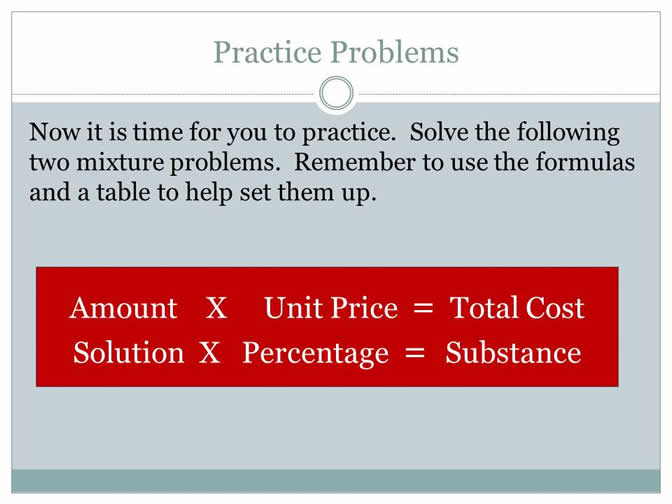 Practice Problems
Now it is time for you to practice.  Solve the following
two mixture problems.  Remember to use the formulas
and a table to help set them up.
Amount X Unit Price = Total Cost
Solution X Percentage = Substance